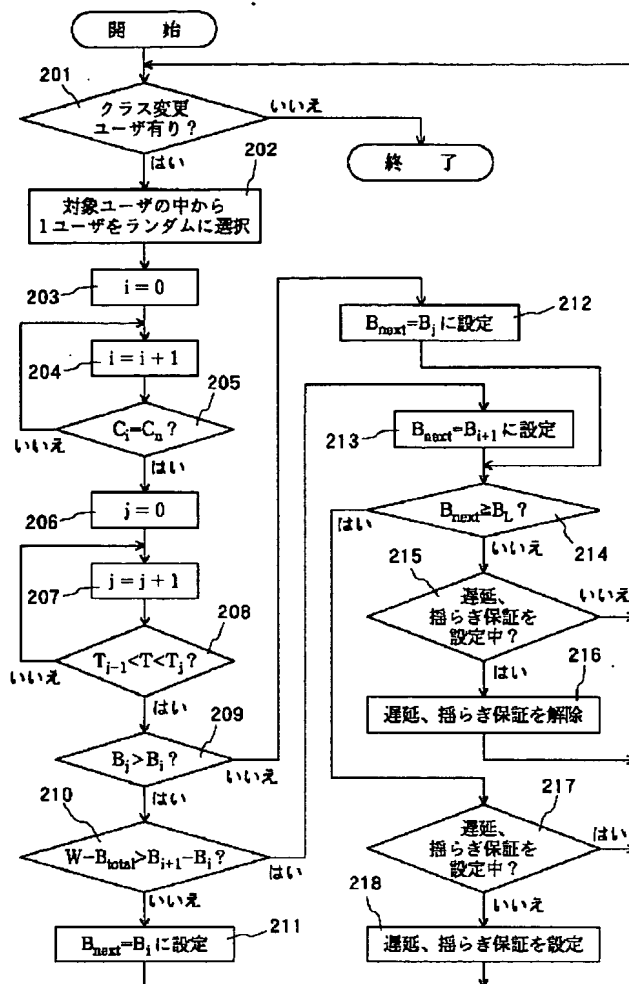 開 始
201
クラス変更
ユーザ有り？
いいえ
はい
終 了
202
対象ユーザの中から
１ユーザをランダムに選択
203
i = 0
204
i = i + 1
205
Ci=Cn？
いいえ
はい
206
j = 0
207
j = j + 1
208
Tj-1<T<Tj？
いいえ
はい
209
Bj>Bi？
いいえ
はい
210
W−Btotal>Bi+1−Bi？
はい
いいえ
211
Bnext=Biに設定
212
Bnext=Bjに設定
213
Bnext=Bi+1に設定
214
Bnext≧BL？
はい
いいえ
215
遅延、
揺らぎ保証を
設定中？
いいえ
はい
216
遅延、揺らぎ保証を解除
217
遅延、
揺らぎ保証を
設定中？
はい
いいえ
218
遅延、揺らぎ保証を設定